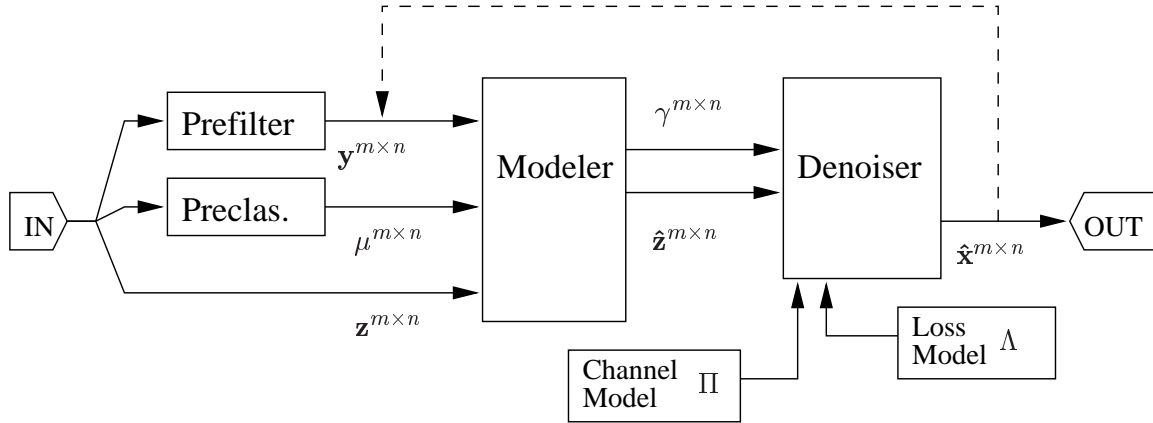 IN
Prefilter
𝐲^{m×n}
Preclas.
μ^{m×n}
𝐳^{m×n}
Modeler
γ^{m×n}
𝐳̂^{m×n}
Denoiser
𝐱̂^{m×n}
OUT
Channel
Model Π
Loss
Model Λ